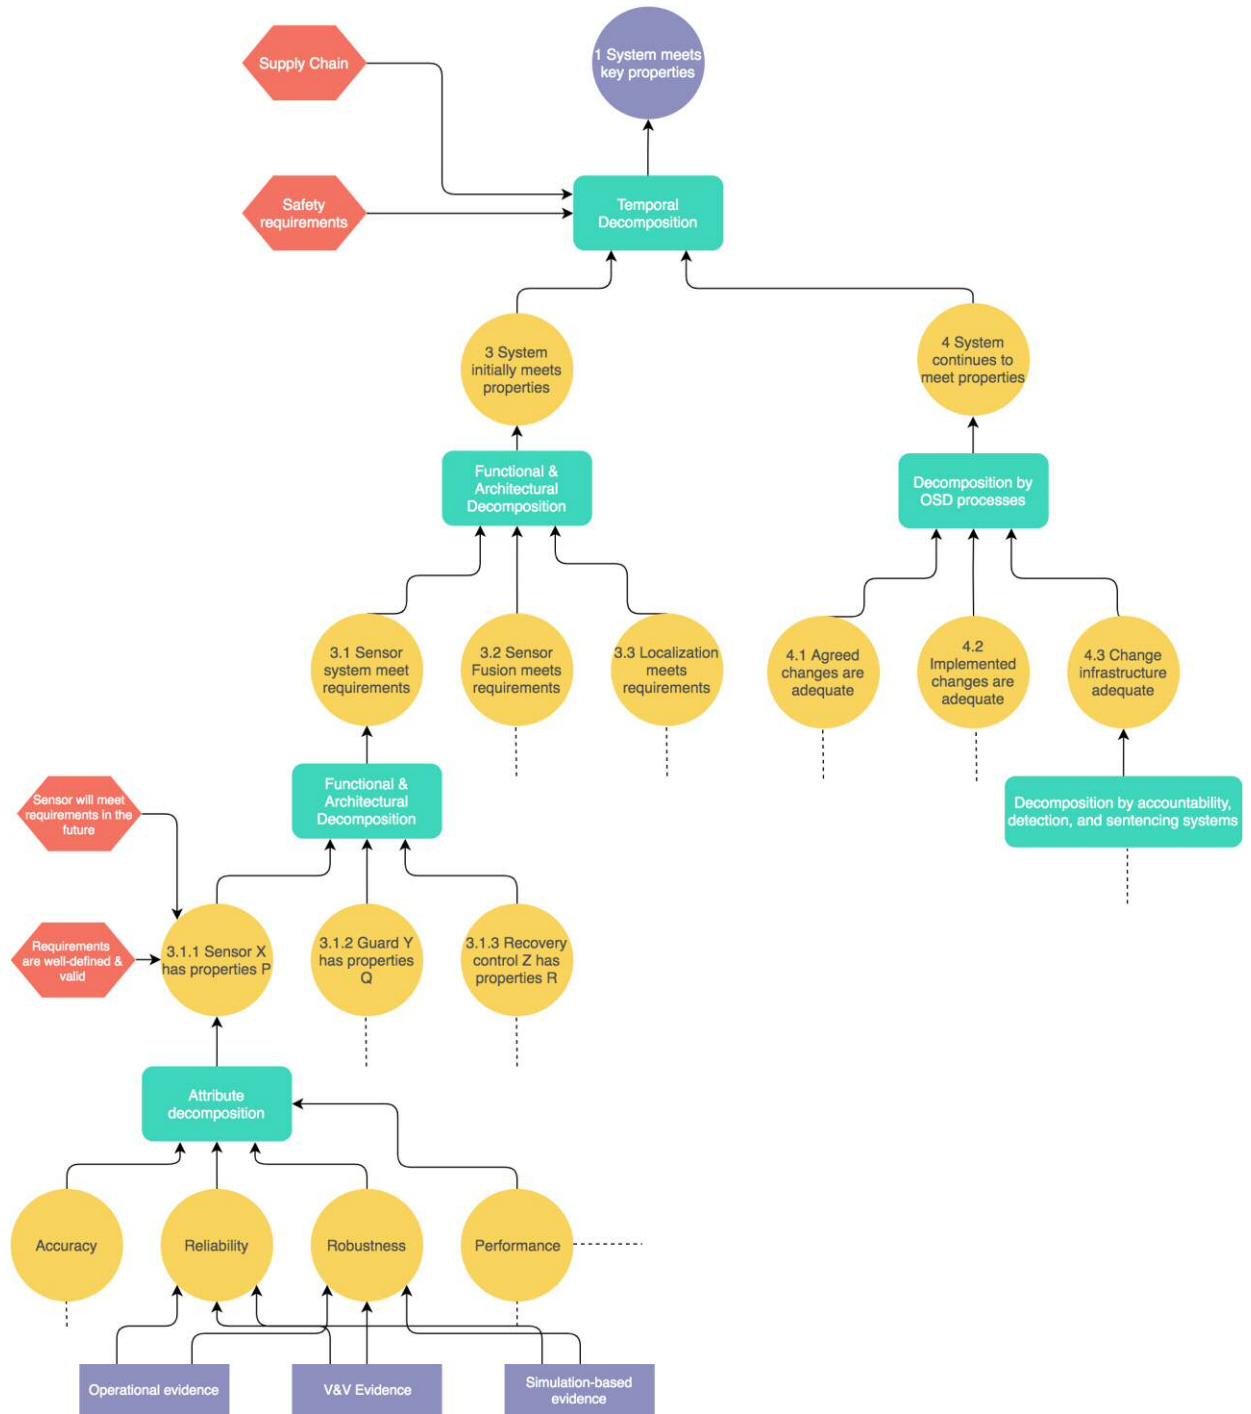 Supply Chain
1 System meets
key properties
Safety
requirements
Temporal
Decomposition
3 System
initially meets
properties
4 System
continues to
meet properties
Functional &
Architectural
Decomposition
Decomposition by
OSD processes
3.1 Sensor
system meet
requirements
3.2 Sensor
Fusion meets
requirements
3.3 Localization
meets
requirements
4.1 Agreed
changes are
adequate
4.2
Implemented
changes are
adequate
4.3 Change
infrastructure
adequate
Sensor will meet
requirements in the
future
Functional &
Architectural
Decomposition
Decomposition by accountability,
detection, and sentencing systems
Requirements
are well-defined &
valid
3.1.1 Sensor X
has properties P
3.1.2 Guard Y
has properties
Q
3.1.3 Recovery
control Z has
properties R
Attribute
decomposition
Accuracy
Reliability
Robustness
Performance
Operational evidence
V&V Evidence
Simulation-based
evidence